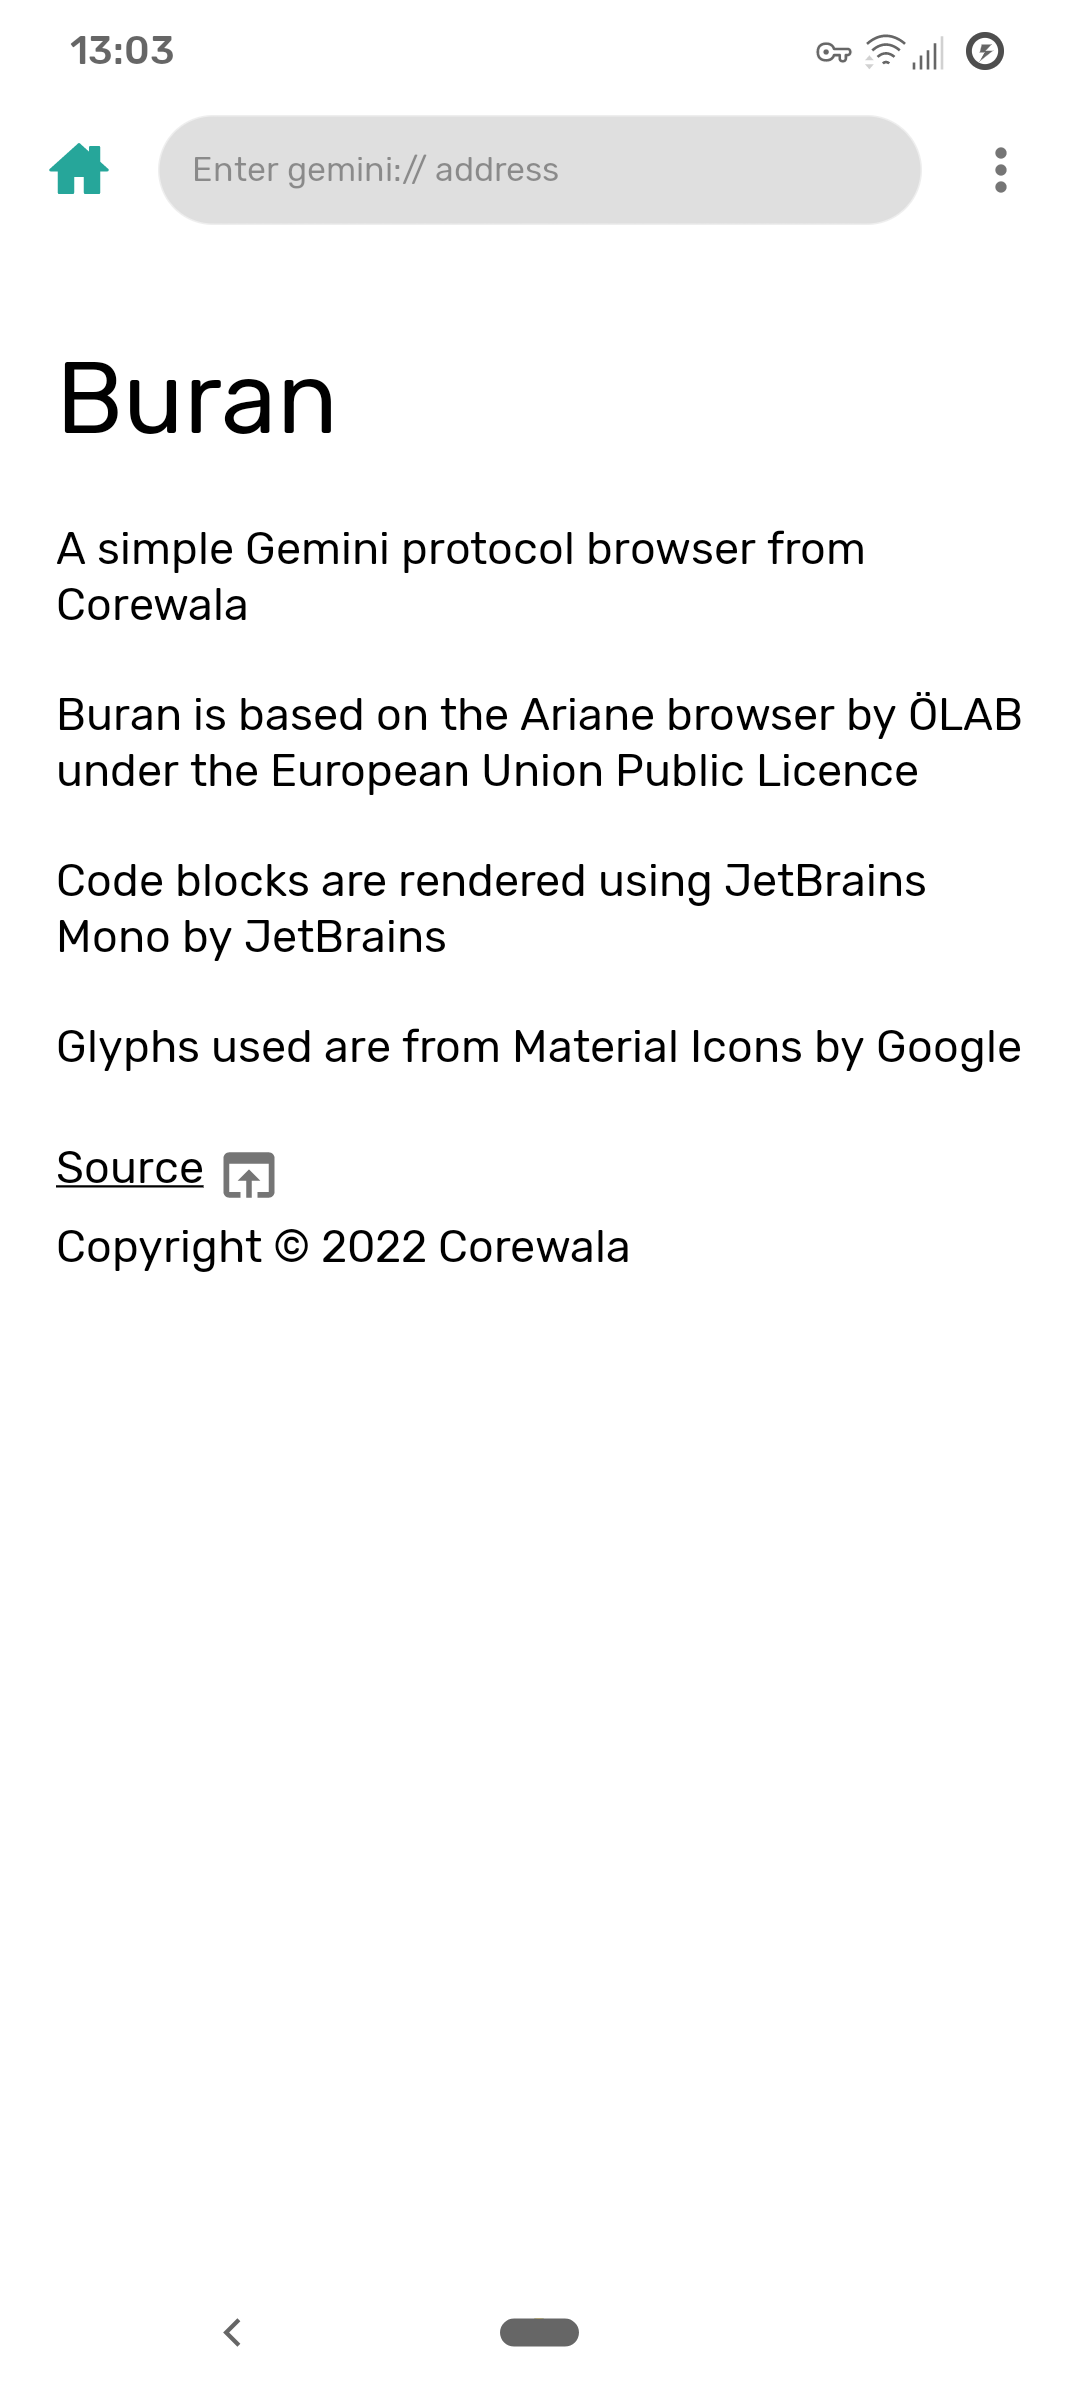 13:03
Enter gemini:// address
Buran
A simple Gemini protocol browser from
Corewala
Buran is based on the Ariane browser by ÖLAB
under the European Union Public Licence
Code blocks are rendered using JetBrains
Mono by JetBrains
Glyphs used are from Material Icons by Google
Source
Copyright © 2022 Corewala